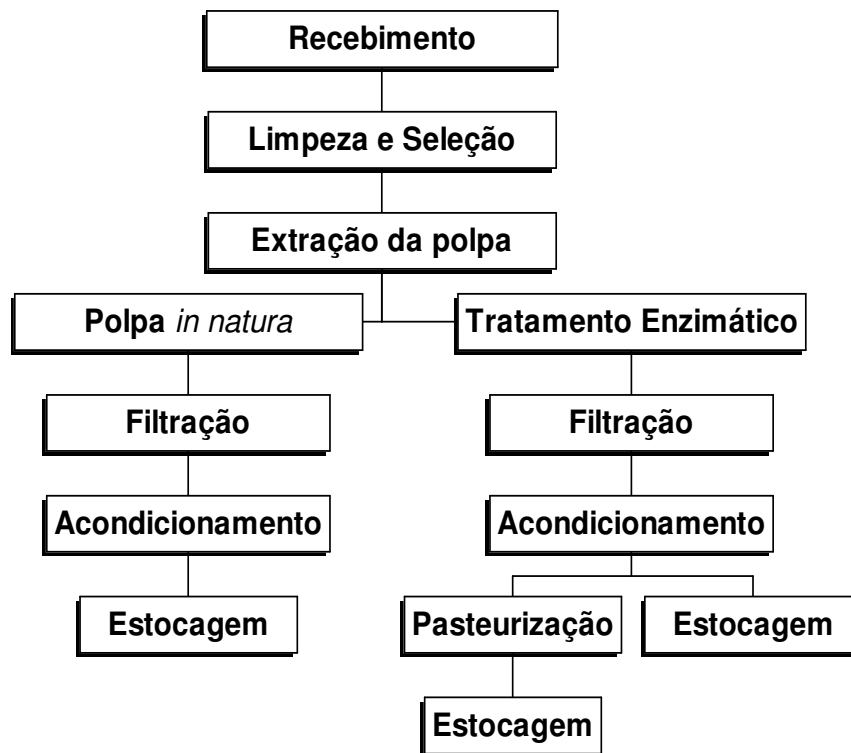 Recebimento
Limpeza e Seleção
Extração da polpa
Polpa in natura
Tratamento Enzimático
Filtração
Filtração
Acondicionamento
Acondicionamento
Estocagem
Pasteurização
Estocagem
Estocagem